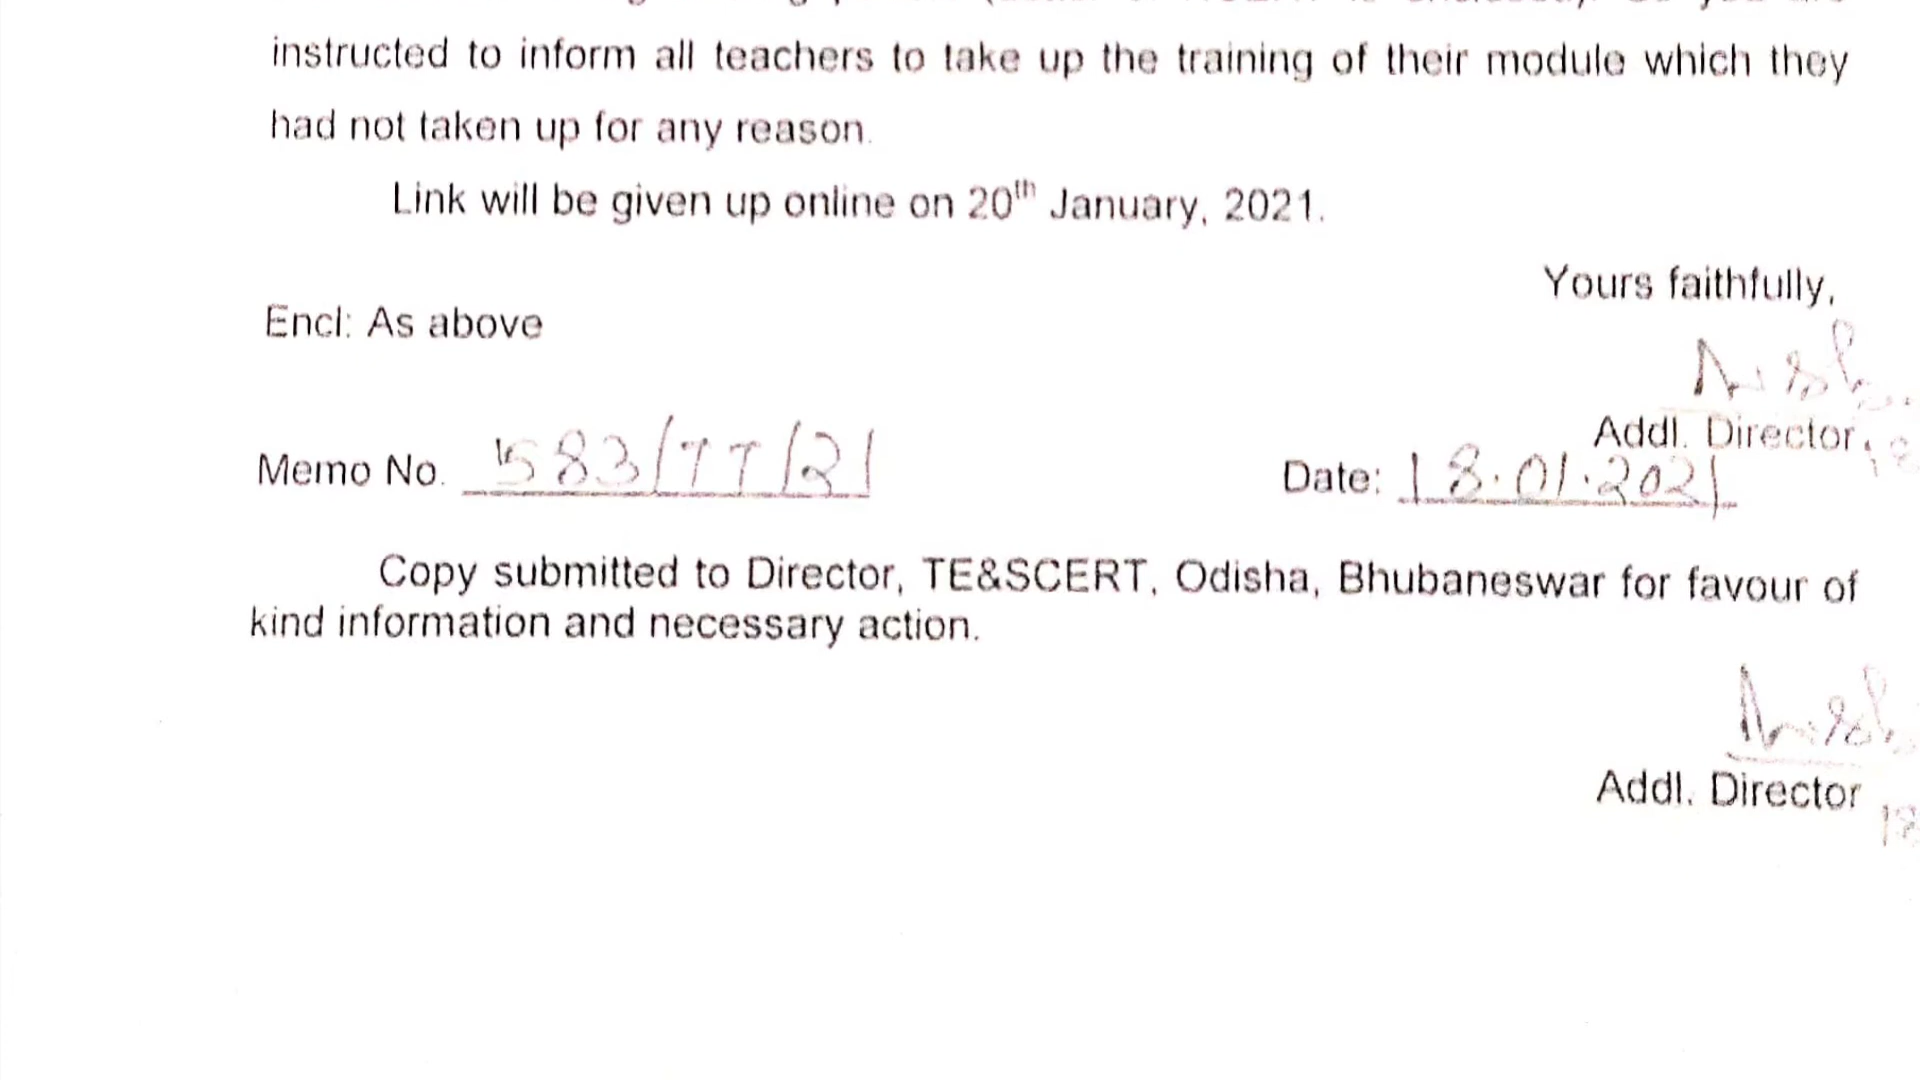 instructed to inform all teachers to take up the training of their module which they
had not taken up for any reason.
Link will be given up online on 20th January, 2021.
Yours faithfully,
Encl: As above
Addl. Director
Memo No. 583/TT/21
Date: 18.01.2021
Copy submitted to Director, TE&SCERT, Odisha, Bhubaneswar for favour of
kind information and necessary action.
Addl. Director